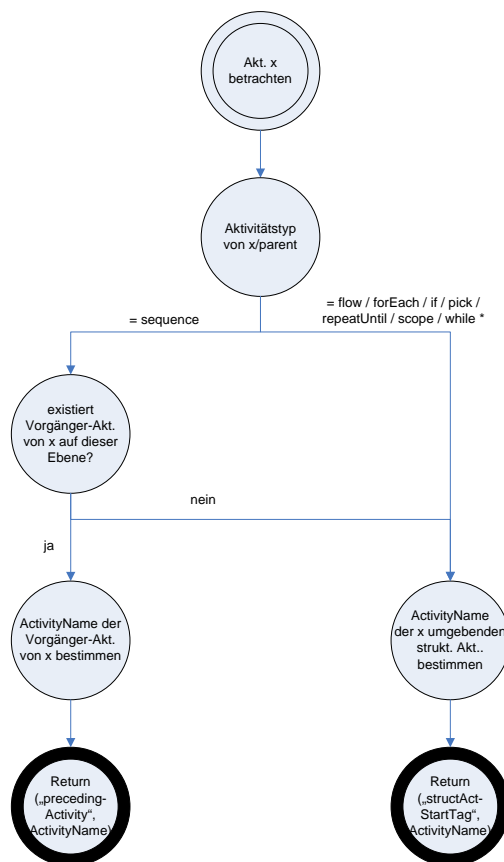 Akt. x
betrachten
Aktivitätstyp
von x/parent
= flow / forEach / if / pick /
repeatUntil / scope / while *
= sequence
existiert
Vorgänger-Akt.
von x auf dieser
Ebene?
nein
ja
ActivityName der
Vorgänger-Akt.
von x bestimmen
ActivityName
der x umgebenden
strukt. Akt..
bestimmen
Return
(„preceding-
Activity“,
ActivityName)
Return
(„structAct-
StartTag“,
ActivityName)